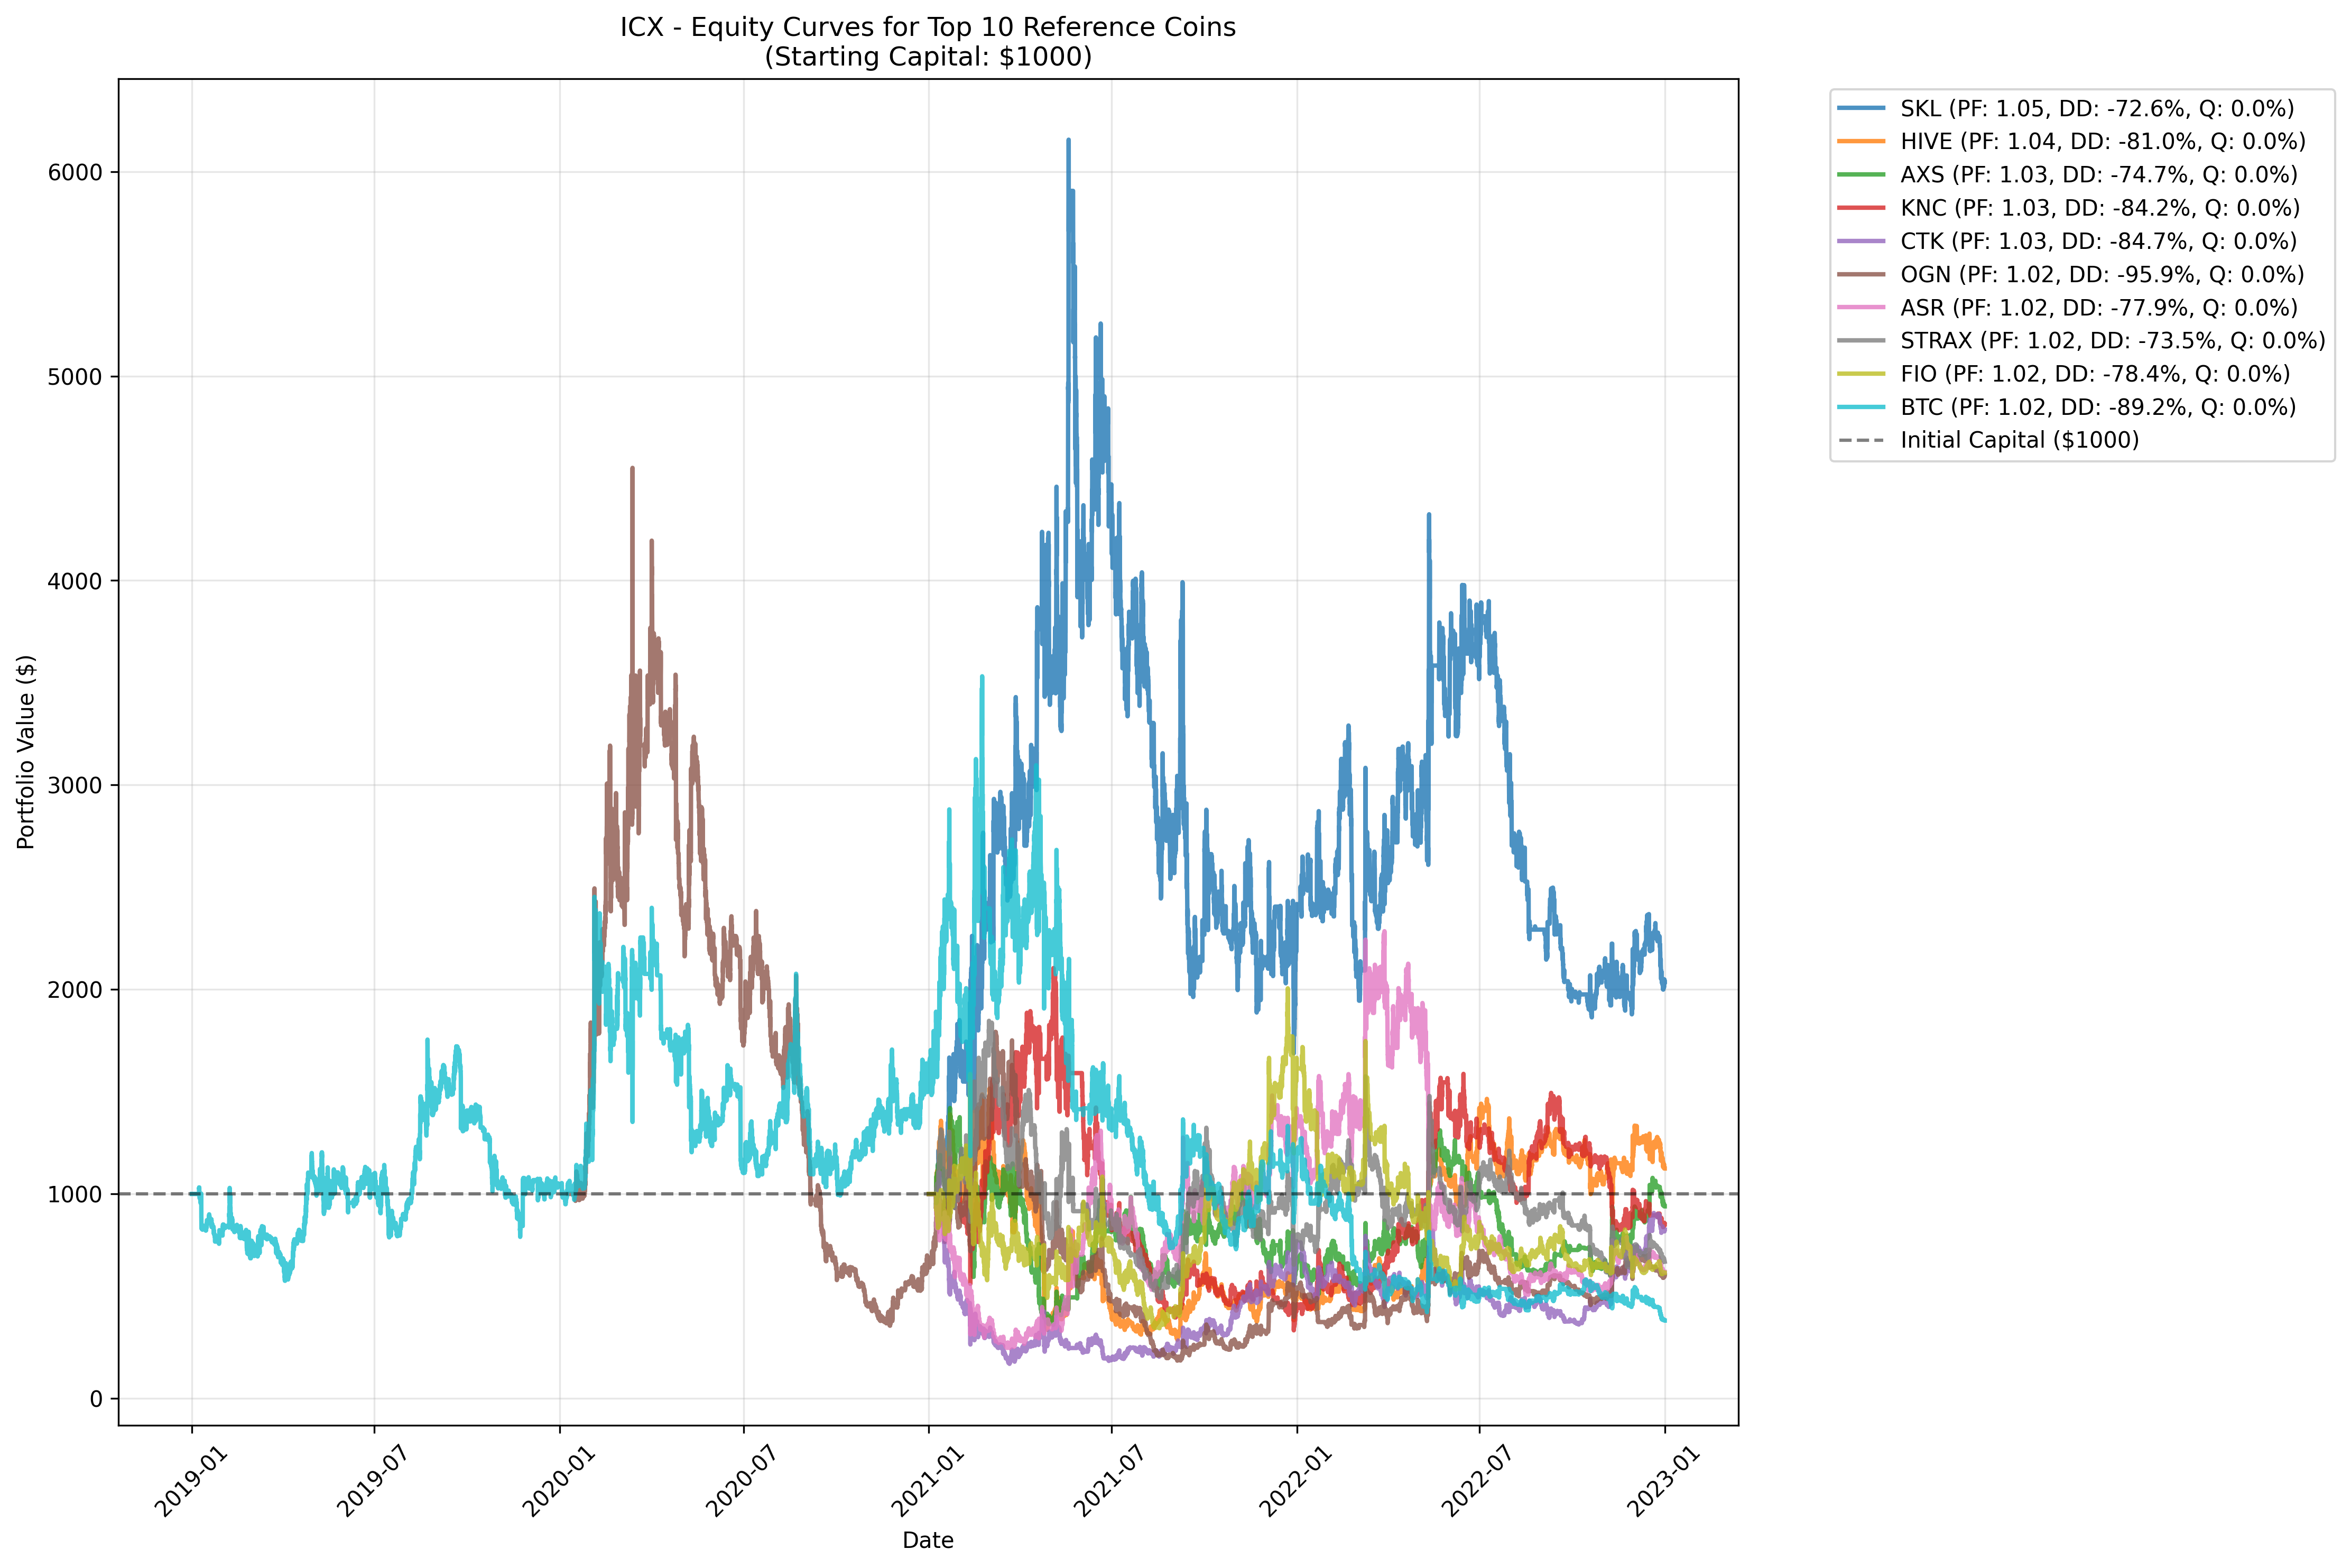 ICX - Equity Curves for Top 10 Reference Coins
(Starting Capital: $1000)
SKL (PF: 1.05, DD: -72.6%, Q: 0.0%)
HIVE (PF: 1.04, DD: -81.0%, Q: 0.0%)
AXS (PF: 1.03, DD: -74.7%, Q: 0.0%)
KNC (PF: 1.03, DD: -84.2%, Q: 0.0%)
CTK (PF: 1.03, DD: -84.7%, Q: 0.0%)
OGN (PF: 1.02, DD: -95.9%, Q: 0.0%)
ASR (PF: 1.02, DD: -77.9%, Q: 0.0%)
STRAX (PF: 1.02, DD: -73.5%, Q: 0.0%)
FIO (PF: 1.02, DD: -78.4%, Q: 0.0%)
BTC (PF: 1.02, DD: -89.2%, Q: 0.0%)
Initial Capital ($1000)
Portfolio Value ($)
6000
5000
4000
3000
2000
1000
0
2019-01
2019-07
2020-01
2020-07
2021-01
2021-07
2022-01
2022-07
2023-01
Date